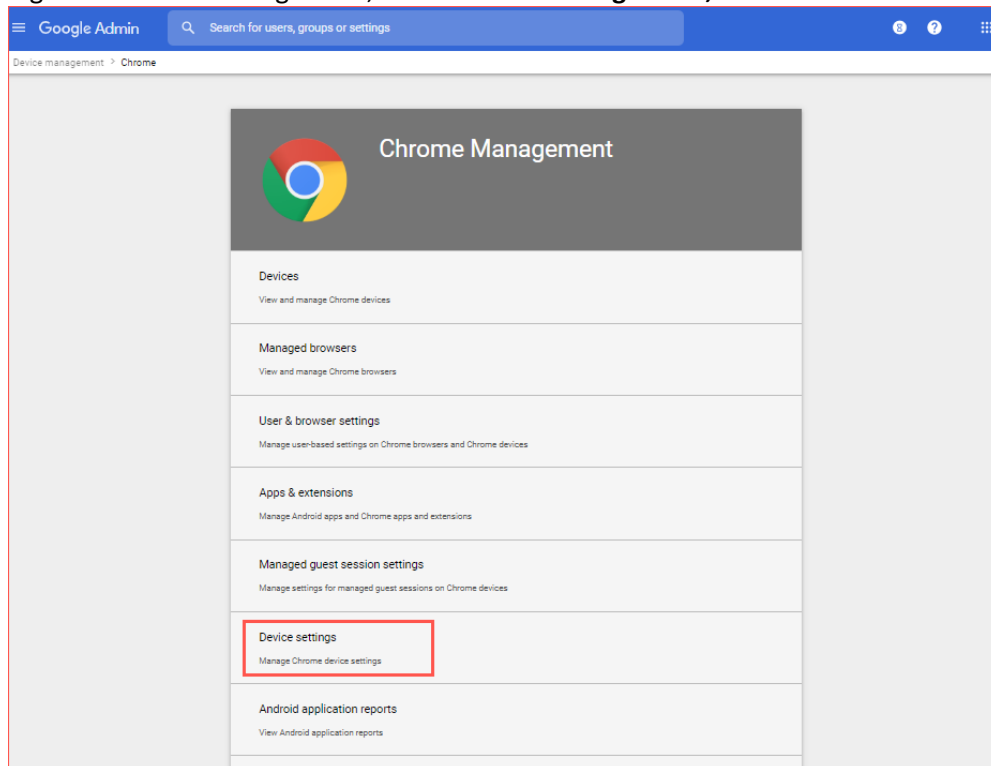 Google Admin
Search for users, groups or settings
8
?
Device management > Chrome
Chrome Management
Devices
View and manage Chrome devices
Managed browsers
View and manage Chrome browsers
User & browser settings
Manage user-based settings on Chrome browsers and Chrome devices
Apps & extensions
Manage Android apps and Chrome apps and extensions
Managed guest session settings
Manage settings for managed guest sessions on Chrome devices
Device settings
Manage Chrome device settings
Android application reports
View Android application reports